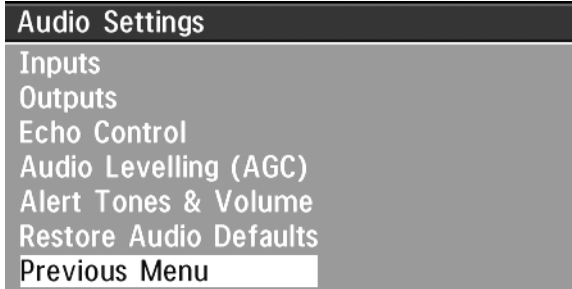 Audio Settings
Inputs
Outputs
Echo Control
Audio Levelling (AGC)
Alert Tones & Volume
Restore Audio Defaults
Previous Menu